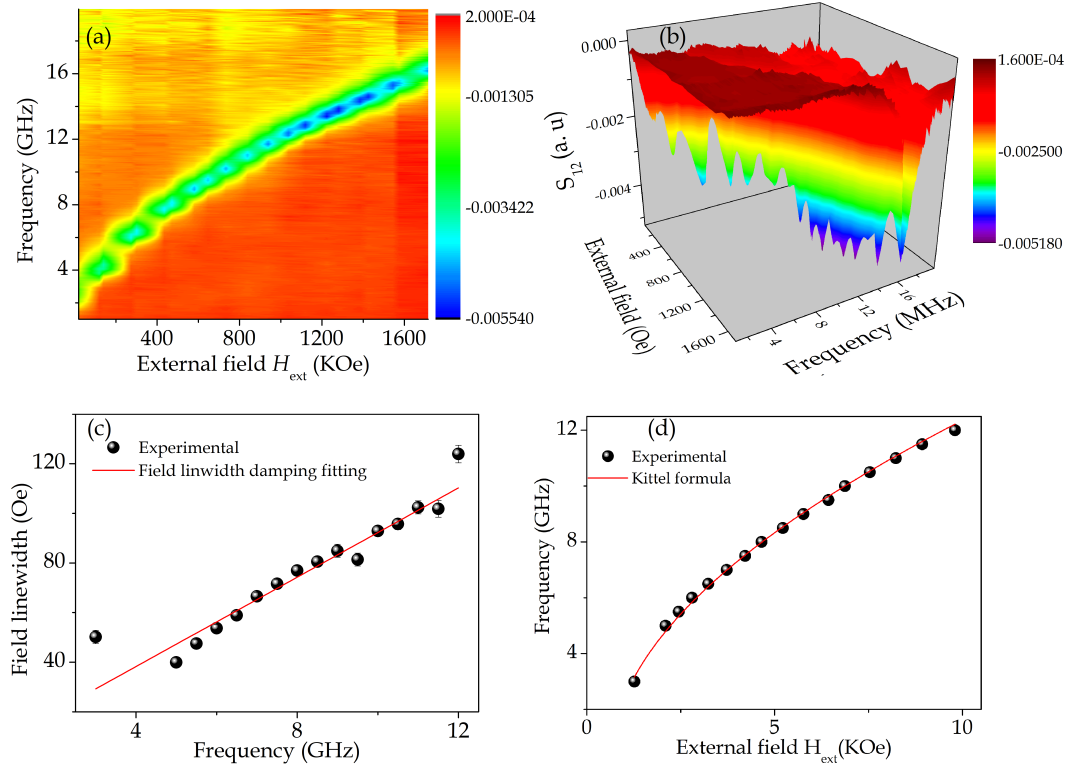 (a)
Frequency (GHz)
16
12
8
4
400
800
1200
1600
External field H_ext (KOe)
2.000E-04
-0.001305
-0.003422
-0.005540
(b)
S12 (a. u)
0.000
-0.002
-0.004
External field (Oe)
400
800
1200
1600
4
8
12
16
Frequency (MHz)
1.600E-04
-0.002500
-0.005180
(c)
Experimental
Field linwidth damping fitting
Field linewidth (Oe)
120
80
40
4
8
12
Frequency (GHz)
(d)
Experimental
Kittel formula
Frequency (GHz)
12
8
4
0
5
10
External field H_ext(KOe)